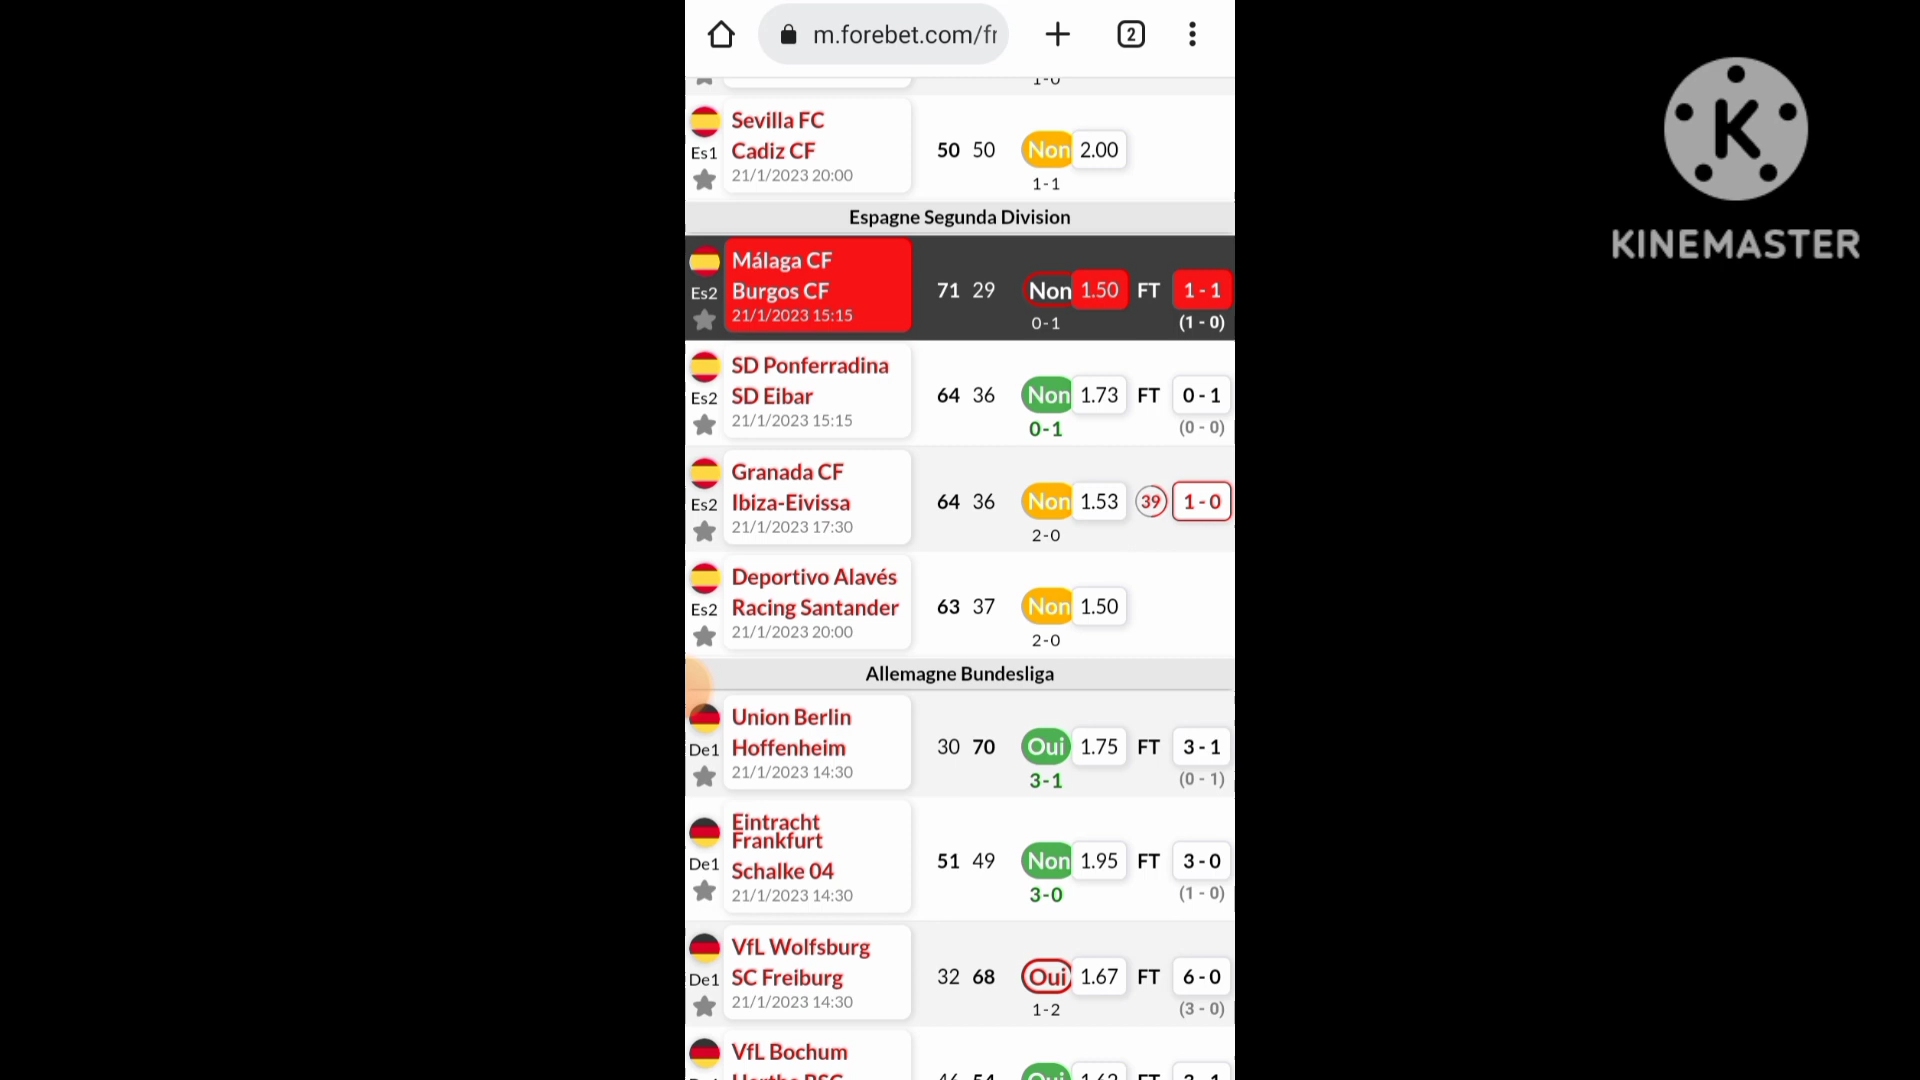 m.forebet.com/fr
2
1-0
Sevilla FC
Es1
Cadiz CF
21/1/2023 20:00
50 50 Non 2.00
1-1
Espagne Segunda Division
Málaga CF
Es2
Burgos CF
21/1/2023 15:15
71 29 Non 1.50 FT 1 - 1
0-1 (1 - 0)
SD Ponferradina
Es2
SD Eibar
21/1/2023 15:15
64 36 Non 1.73 FT 0 - 1
0-1 (0 - 0)
Granada CF
Es2
Ibiza-Eivissa
21/1/2023 17:30
64 36 Non 1.53 39 1 - 0
2-0
Deportivo Alavés
Es2
Racing Santander
21/1/2023 20:00
63 37 Non 1.50
2-0
Allemagne Bundesliga
Union Berlin
De1
Hoffenheim
21/1/2023 14:30
30 70 Oui 1.75 FT 3 - 1
3-1 (0 - 1)
Eintracht
Frankfurt
De1
Schalke 04
21/1/2023 14:30
51 49 Non 1.95 FT 3 - 0
3-0 (1 - 0)
VfL Wolfsburg
De1
SC Freiburg
21/1/2023 14:30
32 68 Oui 1.67 FT 6 - 0
1-2 (3 - 0)
VfL Bochum
54 Oui FT
K
KINEMASTER